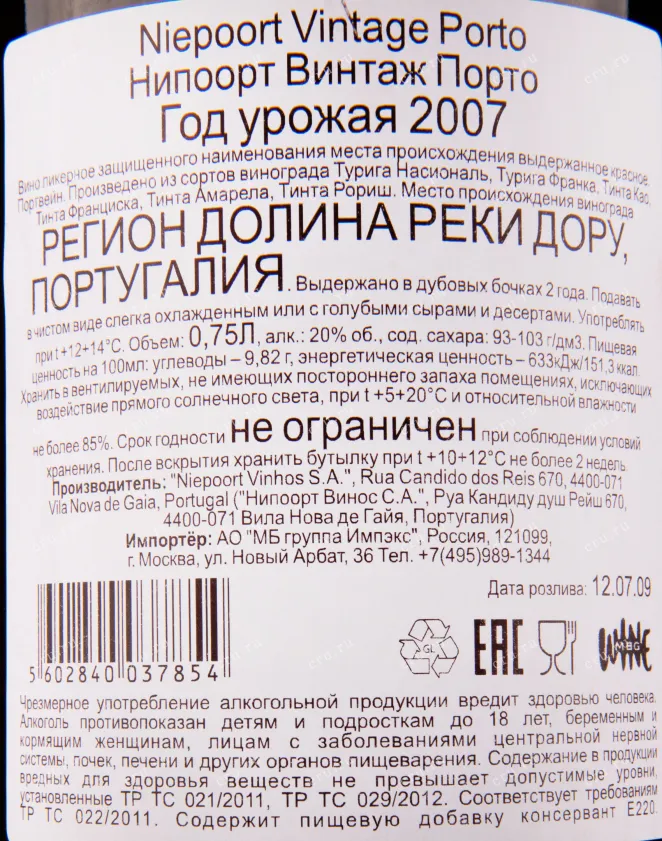 Niepoort Vintage Porto
Нипоорт Винтаж Порто
Год урожая 2007
Вино ликерное защищенного наименования места происхождения выдержанное красное.
Портвейн. Произведено из сортов винограда Турига Насиональ, Турига Франка, Тинта Као,
Тинта Франциска, Тинта Амарела, Тинта Рориш. Место происхождения винограда
РЕГИОН ДОЛИНА РЕКИ ДОРУ,
ПОРТУГАЛИЯ. Выдержано в дубовых бочках 2 года. Подавать
в чистом виде слегка охлажденным или с голубыми сырами и десертами. Употреблять
при t +12+14°C. Объем: 0,75Л, алк.: 20% об., сод. сахара: 93-103 г/дм3. Пищевая
ценность на 100мл: углеводы – 9,82 г, энергетическая ценность – 633кДж/151,3 ккал.
Хранить в вентилируемых, не имеющих постороннего запаха помещениях, исключающих
воздействие прямого солнечного света, при t +5+20°C и относительной влажности
не более 85%. Срок годности не ограничен при соблюдении условий
хранения. После вскрытия хранить бутылку при t +10+12°C не более 2 недель.
Производитель: "Niepoort Vinhos S.A.", Rua Candido dos Reis 670, 4400-071
Vila Nova de Gaia, Portugal ("Нипоорт Винос С.А.", Руа Кандиду душ Рейш 670,
4400-071 Вила Нова де Гайя, Португалия)
Импортёр: АО "МБ группа Импэкс", Россия, 121099,
г. Москва, ул. Новый Арбат, 36 Тел. +7(495)989-1344
Дата розлива: 12.07.09
GL EAC WINE MBG
5 602840 037854
Чрезмерное употребление алкогольной продукции вредит здоровью человека.
Алкоголь противопоказан детям и подросткам до 18 лет, беременным и
кормящим женщинам, лицам с заболеваниями центральной нервной
системы, почек, печени и других органов пищеварения. Содержание в продукции
вредных для здоровья веществ не превышает допустимые уровни,
установленные ТР ТС 021/2011, ТР ТС 029/2012. Соответствует требованиям
ТР ТС 022/2011. Содержит пищевую добавку консервант Е220.